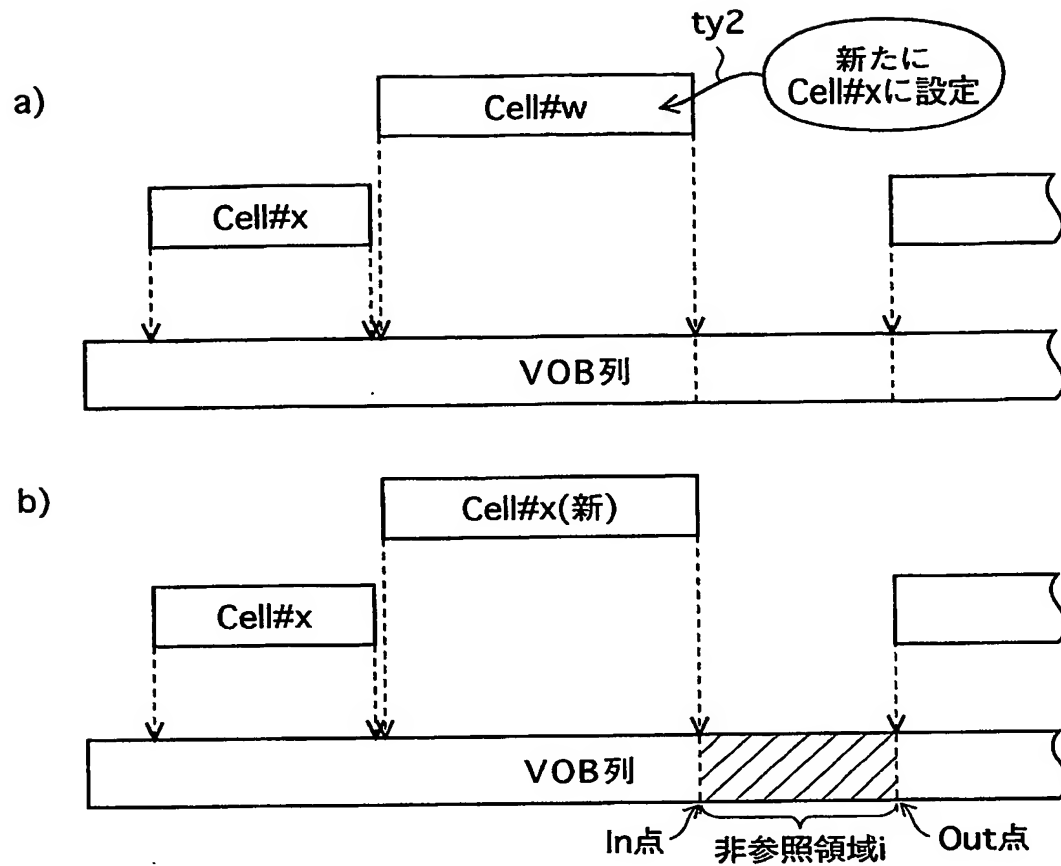 ty2
新たに
Cell#xに設定
a)
Cell#w
Cell#x
VOB列
b)
Cell#x(新)
Cell#x
VOB列
In点
非参照領域i
Out点